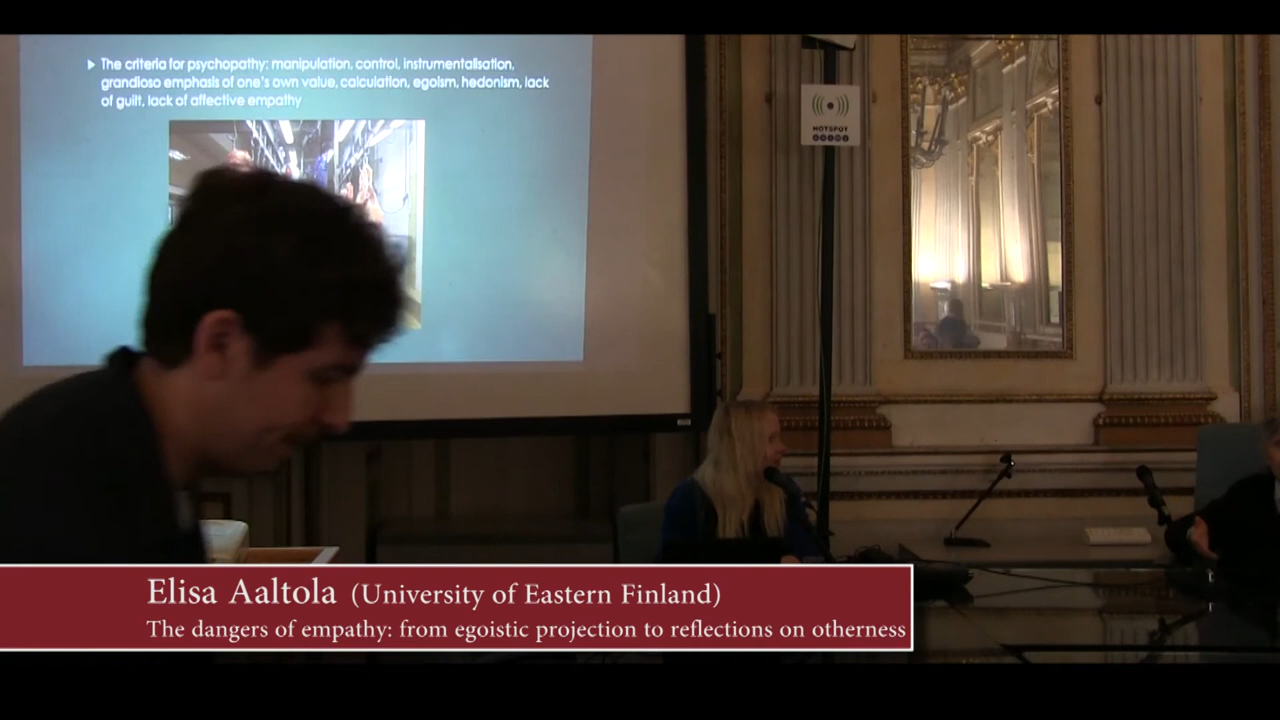 The criteria for psychopathy: manipulation, control, instrumentalisation,
grandioso emphasis of one's own value, calculation, egoism, hedonism, lack
of guilt, lack of affective empathy
HOTSPOT
Elisa Aaltola (University of Eastern Finland)
The dangers of empathy: from egoistic projection to reflections on otherness